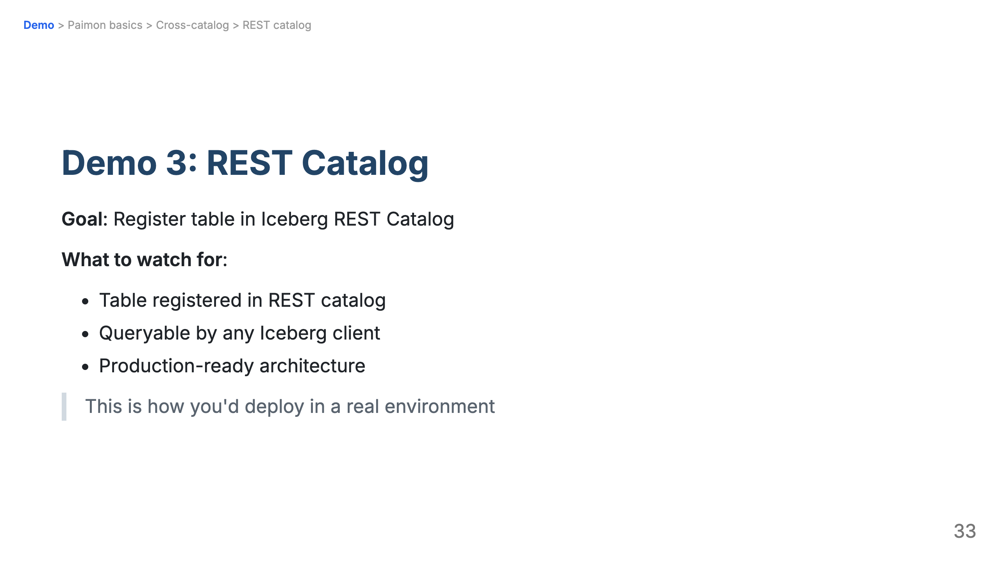 Demo > Paimon basics > Cross-catalog > REST catalog
Demo 3: REST Catalog
Goal: Register table in Iceberg REST Catalog
What to watch for:
• Table registered in REST catalog
• Queryable by any Iceberg client
• Production-ready architecture
This is how you'd deploy in a real environment
33